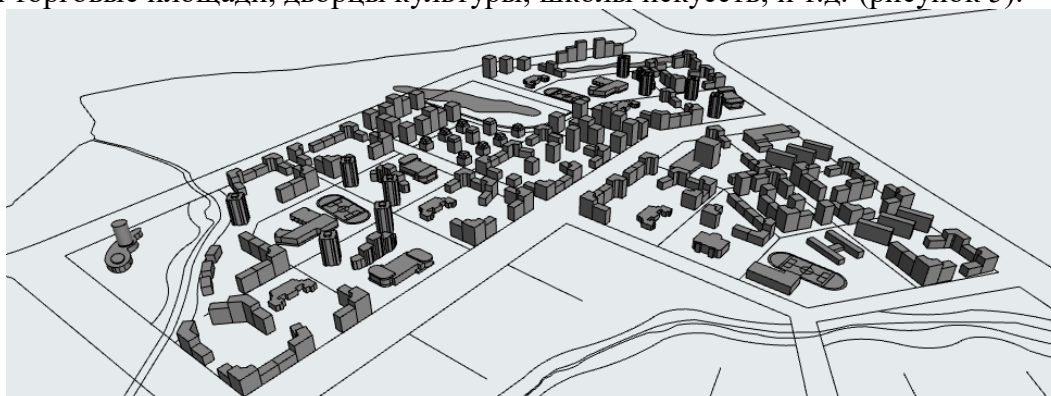 торговые площади, дворцы культуры, школы искусств, и т.д. (рисунок 3).